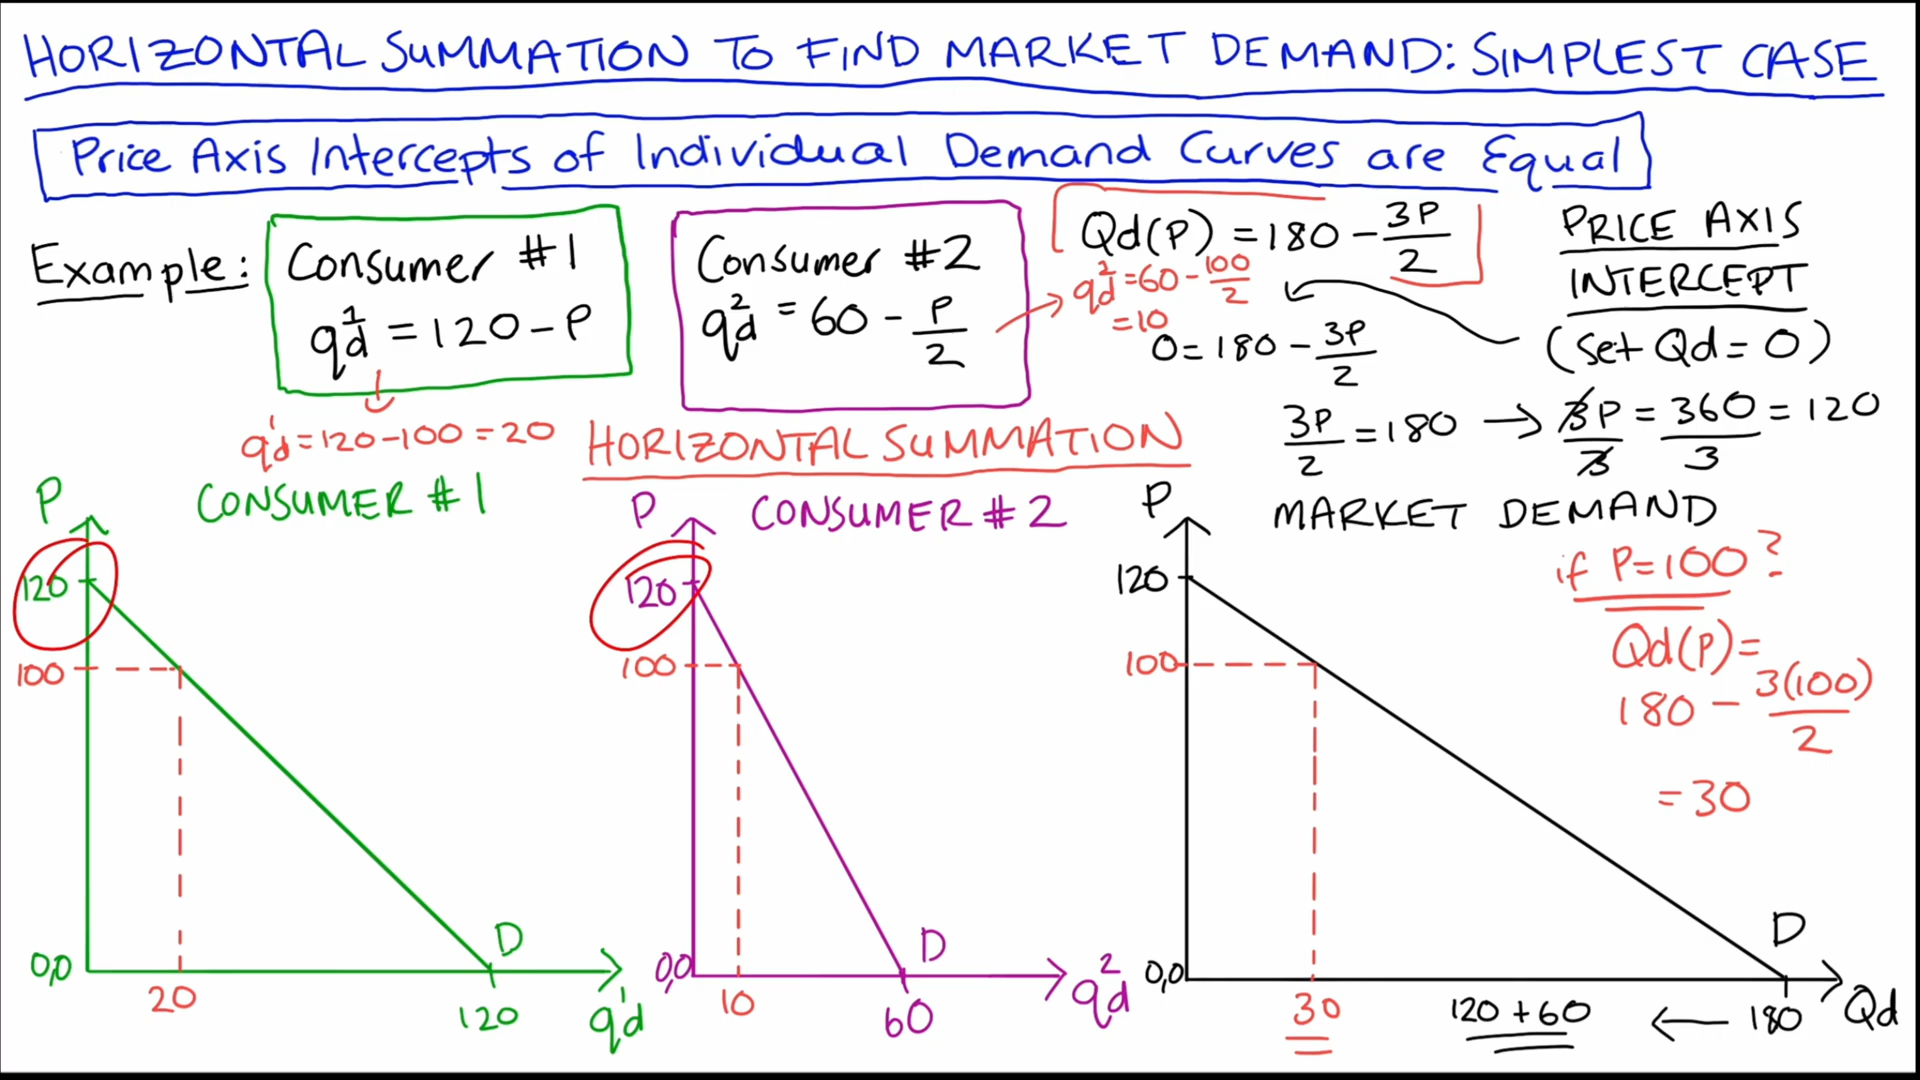 HORIZONTAL SUMMATION TO FIND MARKET DEMAND: SIMPLEST CASE
Price Axis Intercepts of Individual Demand Curves are Equal
Example:
Consumer #1
q¹d = 120 - P
q¹d = 120 - 100 = 20
Consumer #2
q²d = 60 - P/2
q²d = 60 - 100/2
= 10
Qd(P) = 180 - 3P/2
PRICE AXIS
INTERCEPT
(Set Qd = 0)
0 = 180 - 3P/2
3P/2 = 180 → 3P/3 = 360/3 = 120
HORIZONTAL SUMMATION
CONSUMER #1
P
120
100
0,0
20
120
D
q¹d
CONSUMER #2
P
120
100
0,0
10
60
D
q²d
MARKET DEMAND
P
120
100
0,0
30
120 + 60 ← 180
D
Qd
if P = 100?
Qd(P) =
180 - 3(100)/2
= 30